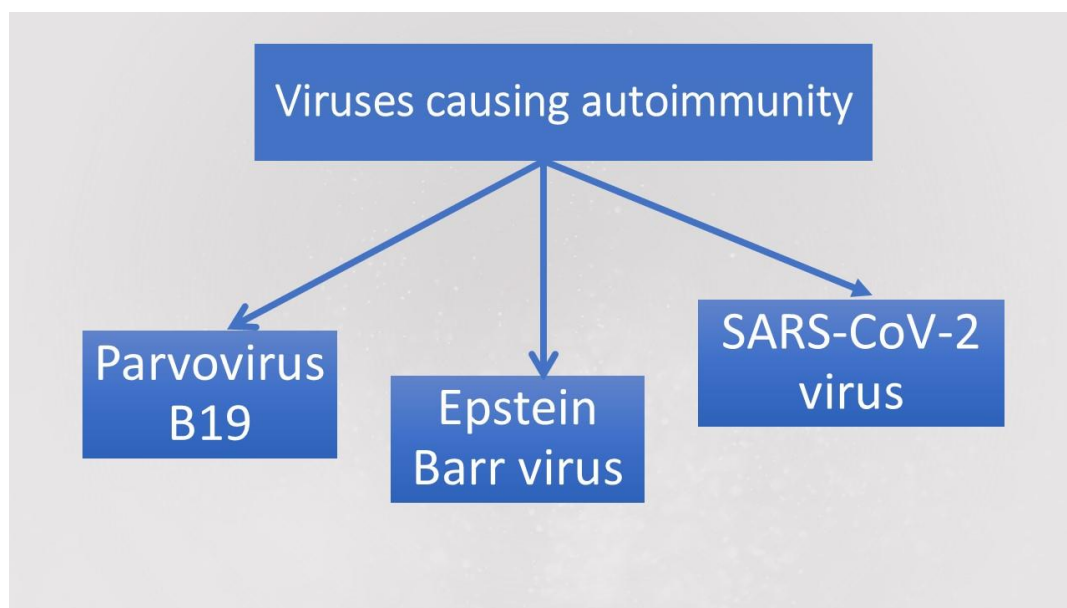 Viruses causing autoimmunity
Parvovirus
B19
Epstein
Barr virus
SARS-CoV-2
virus